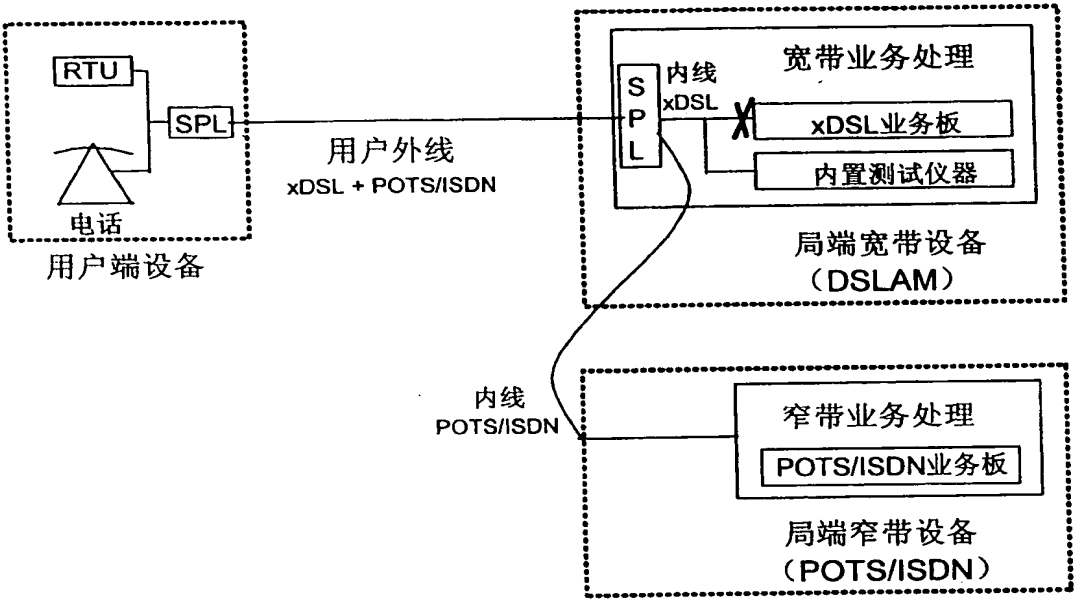 RTU
SPL
电话
用户端设备
用户外线
xDSL + POTS/ISDN
S
P
L
内线
xDSL
宽带业务处理
xDSL业务板
内置测试仪器
局端宽带设备
（DSLAM）
内线
POTS/ISDN
窄带业务处理
POTS/ISDN业务板
局端窄带设备
（POTS/ISDN）